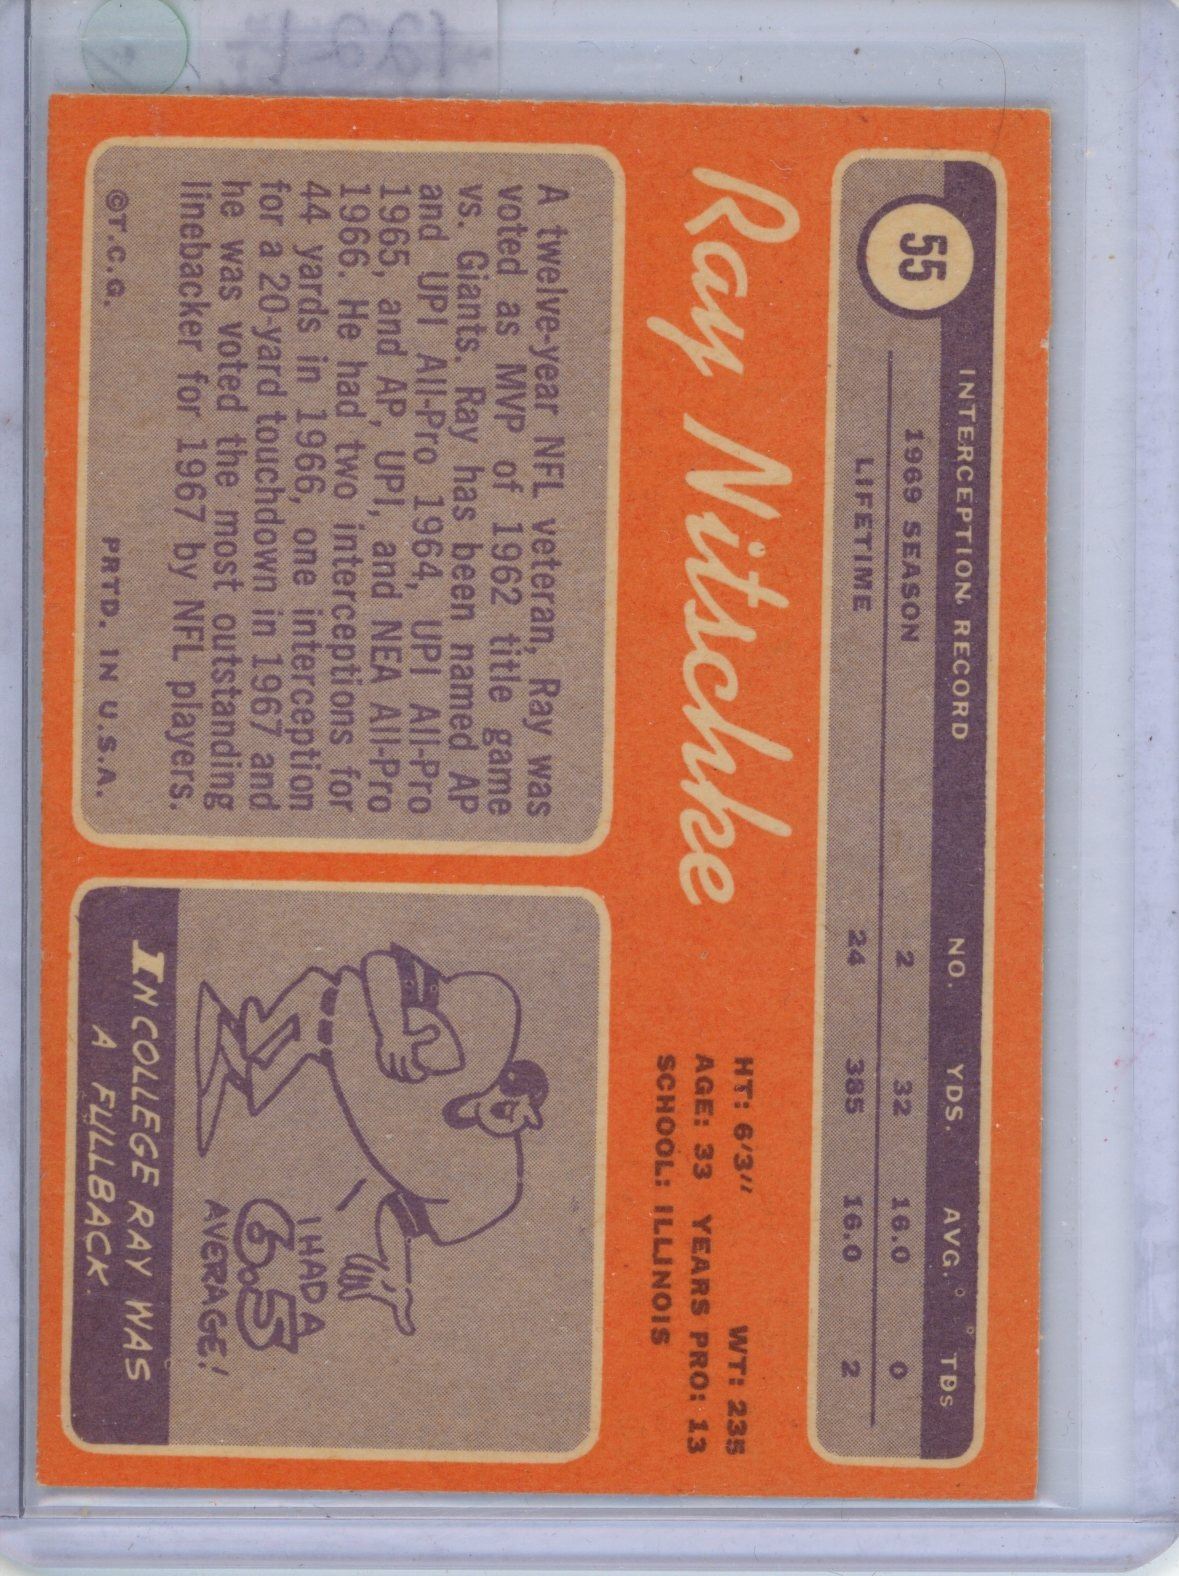 55
INTERCEPTION RECORD NO. YDS. AVG. TDS
1969 SEASON 2 32 16.0 0
LIFETIME 24 385 16.0 2
Ray Nitschke
HT: 6'3" WT: 235
AGE: 33 YEARS PRO: 13
SCHOOL: ILLINOIS
A twelve-year NFL veteran, Ray was
voted as MVP of 1962 title game
vs. Giants. Ray has been named AP
and UPI All-Pro 1964, UPI All-Pro
1965, and AP, UPI, and NEA All-Pro
1966. He had two interceptions for
44 yards in 1966, one interception
for a 20-yard touchdown in 1967 and
he was voted the most outstanding
linebacker for 1967 by NFL players.
©T.C.G. PRTD. IN U.S.A.
I HAD A
6.5
AVERAGE!
IN COLLEGE RAY WAS
A FULLBACK